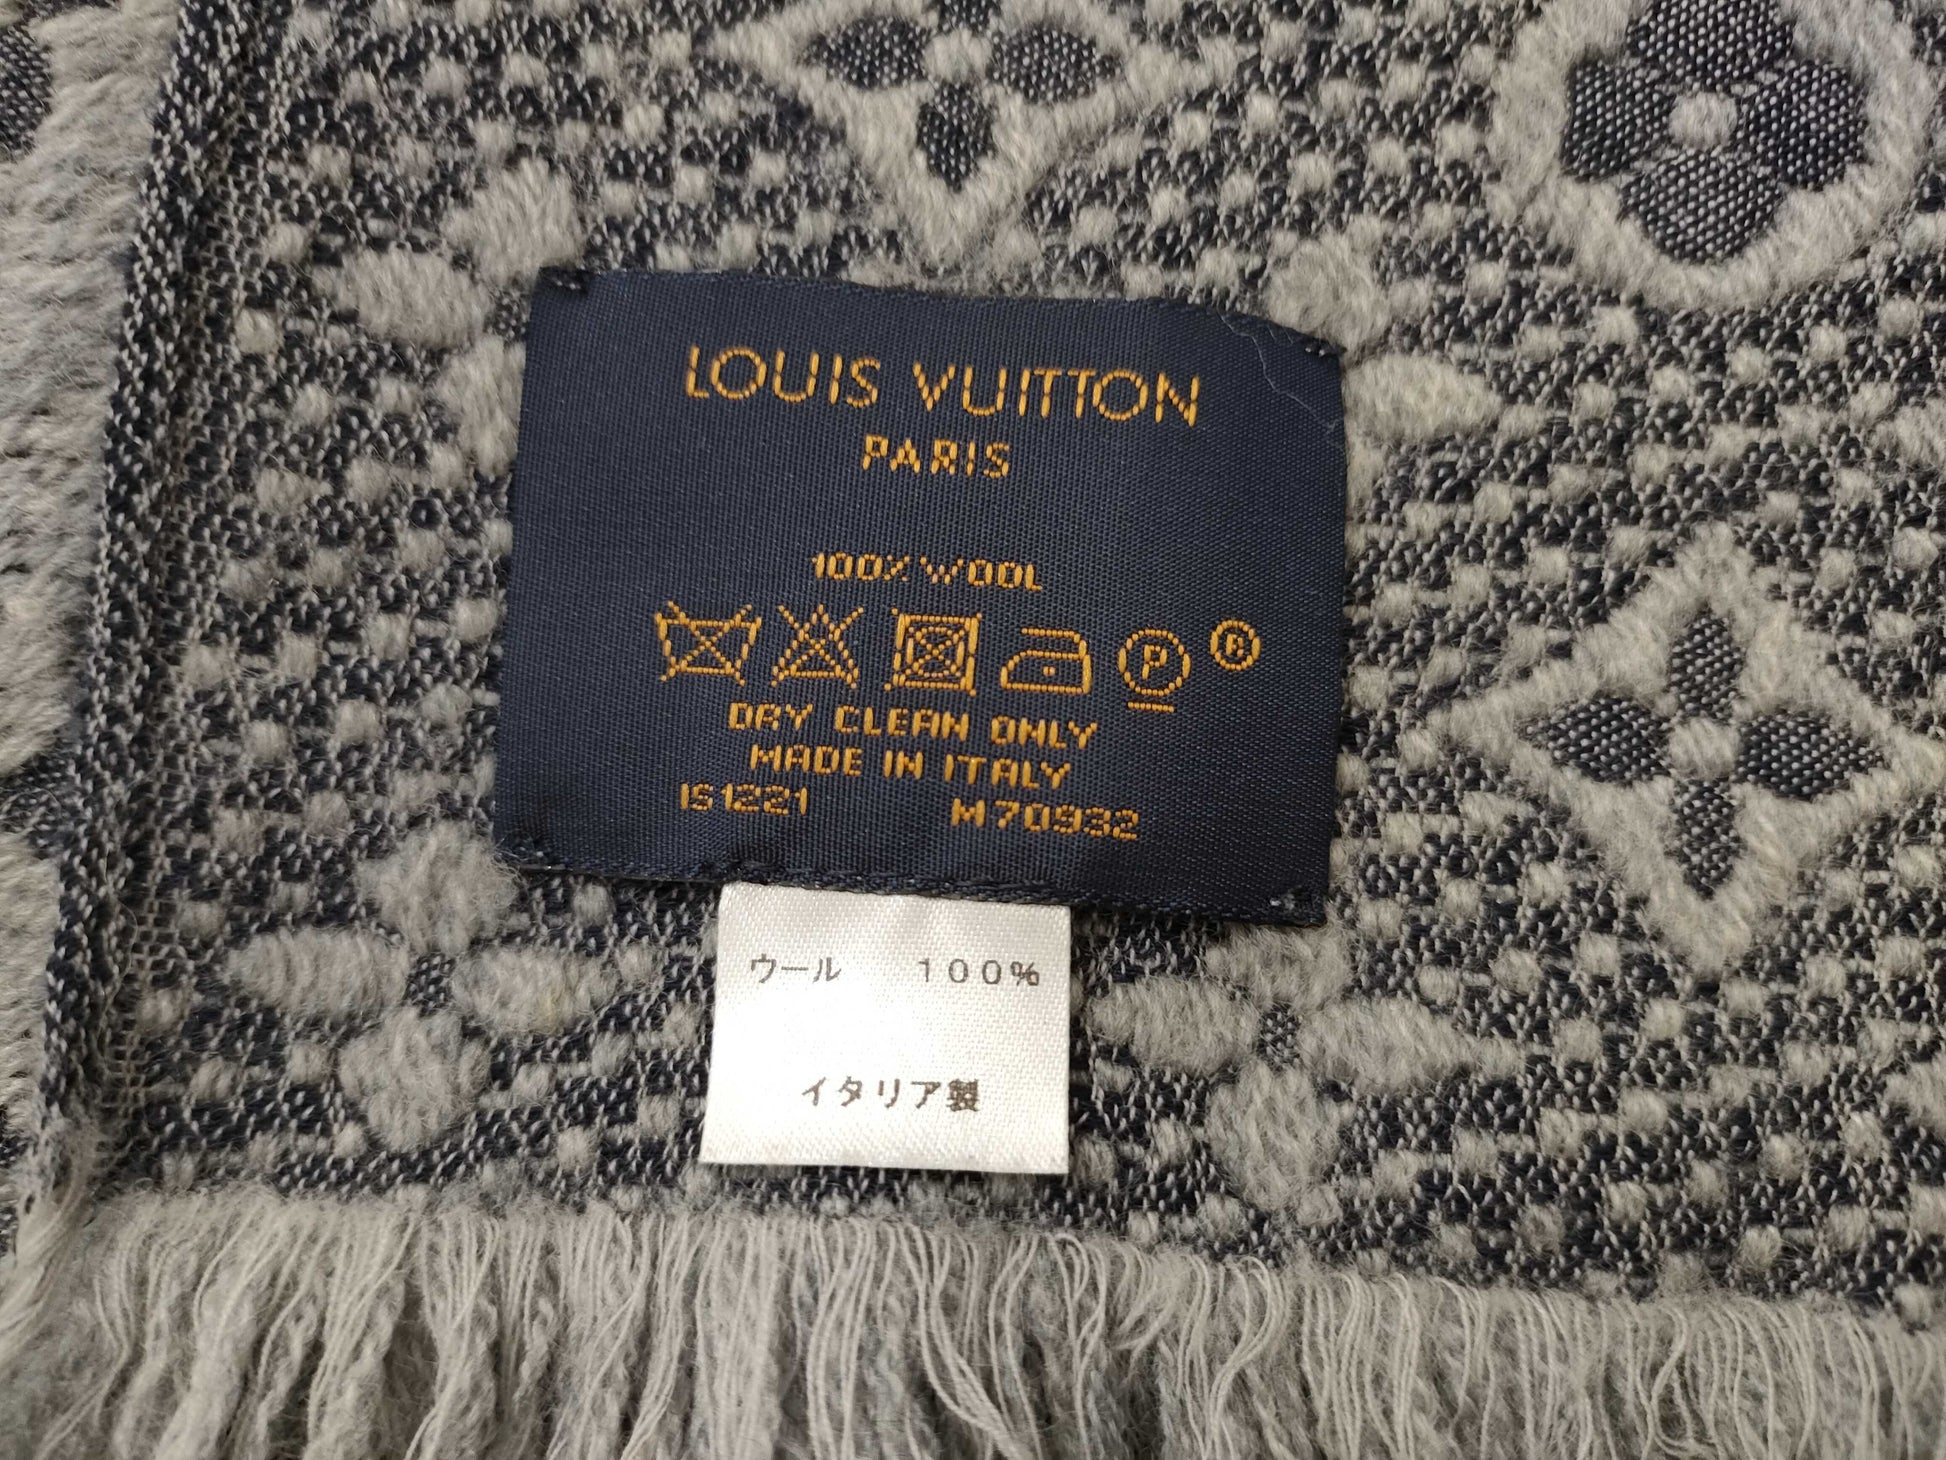 LOUIS VUITTON
PARIS
100% WOOL
P ®
DRY CLEAN ONLY
MADE IN ITALY
IS1221 M70932
ウール 100%
イタリア製